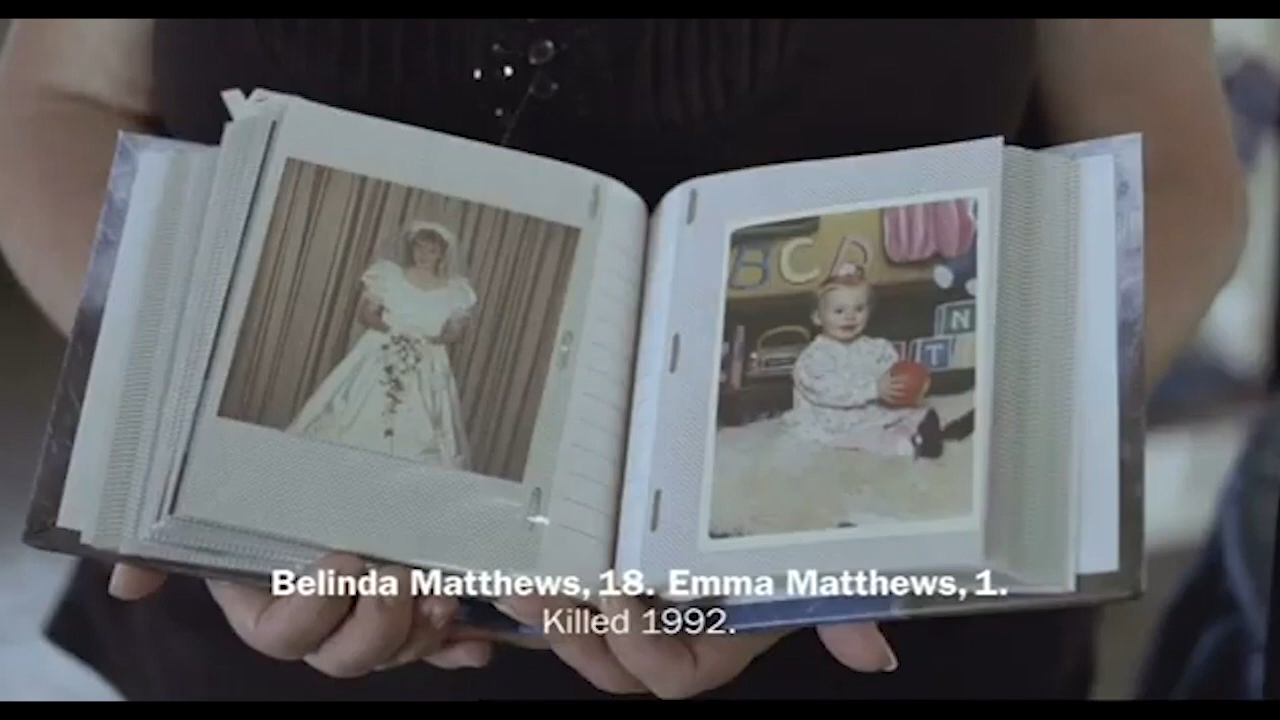 B C D
N
T
Belinda Matthews, 18. Emma Matthews, 1.
Killed 1992.